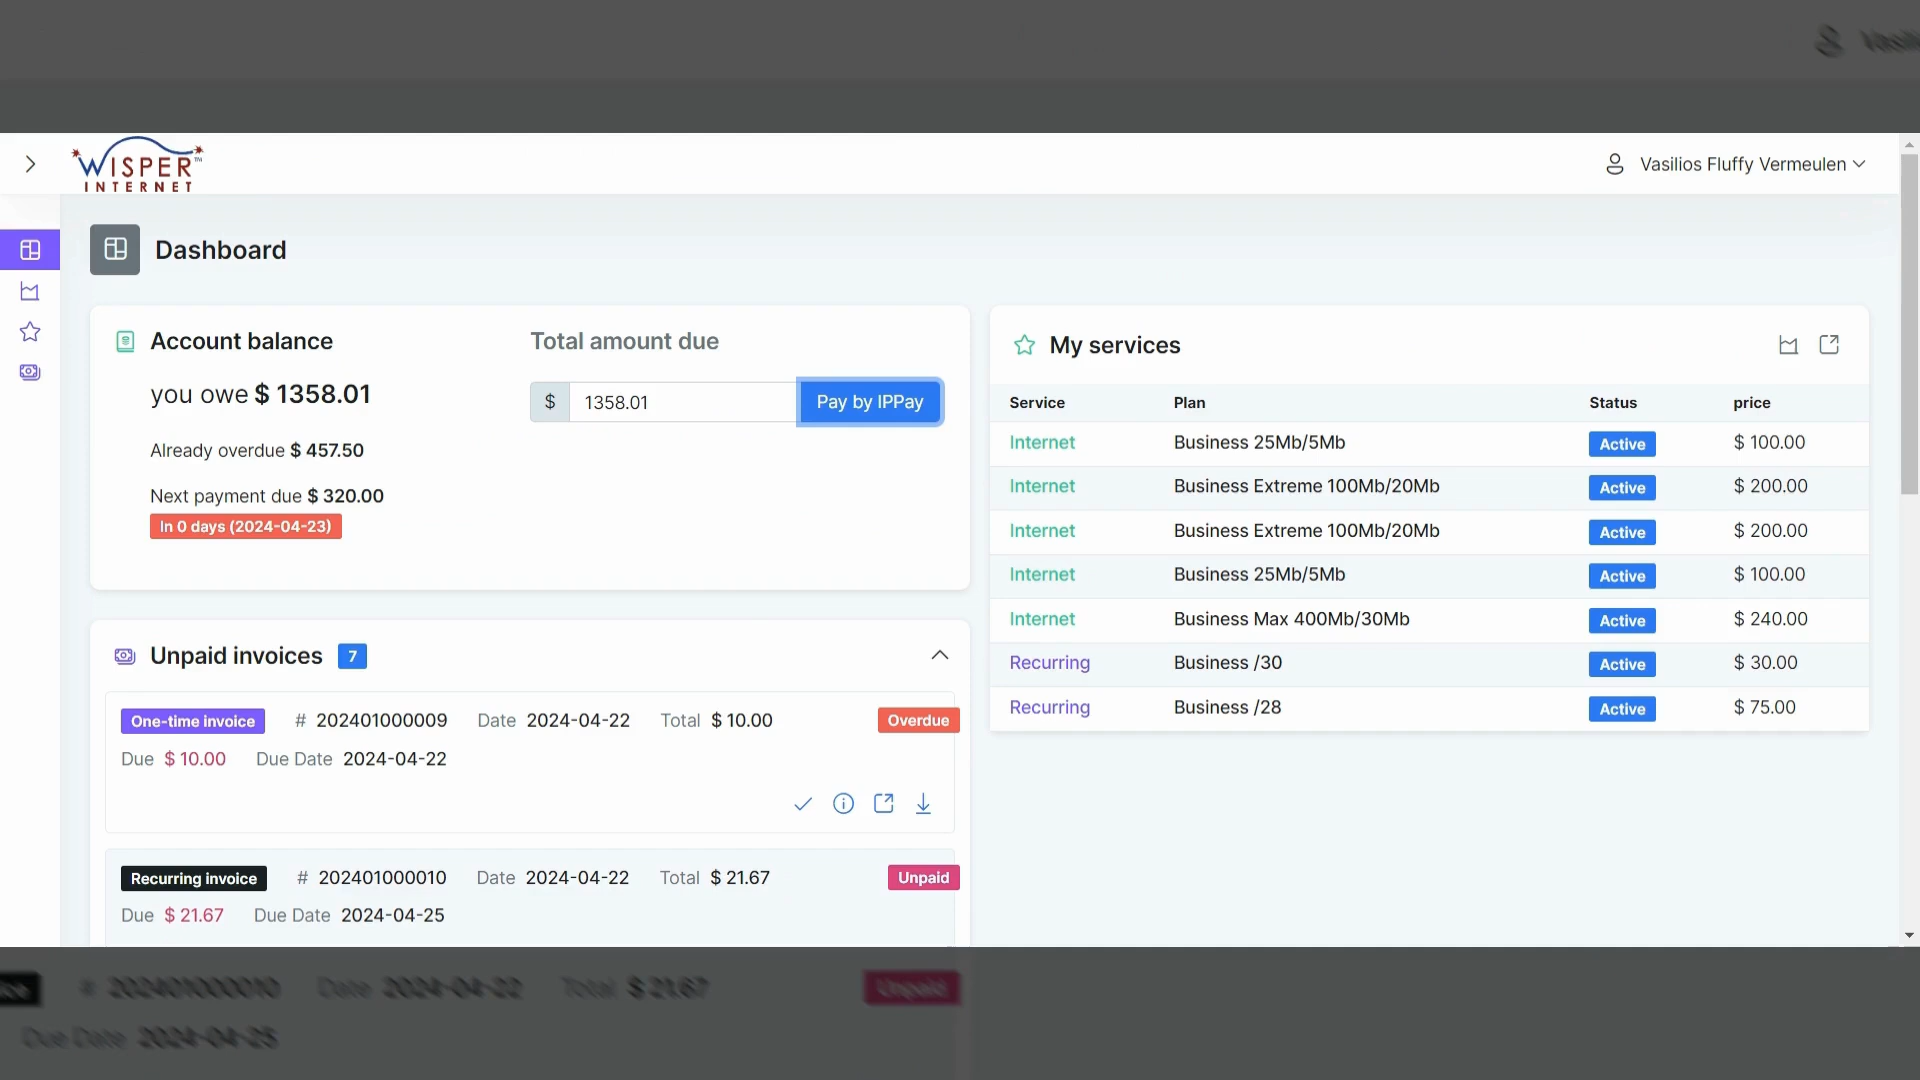 WISPER™
INTERNET
Vasilios Fluffy Vermeulen
Dashboard
Account balance
Total amount due
you owe $ 1358.01
$ 1358.01 Pay by IPPay
Already overdue $ 457.50
Next payment due $ 320.00
In 0 days (2024-04-23)
Unpaid invoices 7
One-time invoice # 202401000009 Date 2024-04-22 Total $ 10.00 Overdue
Due $ 10.00 Due Date 2024-04-22
Recurring invoice # 202401000010 Date 2024-04-22 Total $ 21.67 Unpaid
Due $ 21.67 Due Date 2024-04-25
My services
Service Plan Status price
Internet Business 25Mb/5Mb Active $ 100.00
Internet Business Extreme 100Mb/20Mb Active $ 200.00
Internet Business Extreme 100Mb/20Mb Active $ 200.00
Internet Business 25Mb/5Mb Active $ 100.00
Internet Business Max 400Mb/30Mb Active $ 240.00
Recurring Business /30 Active $ 30.00
Recurring Business /28 Active $ 75.00
# 202401000010 Date 2024-04-22 Total $ 21.67 Unpaid
Due Date 2024-04-25